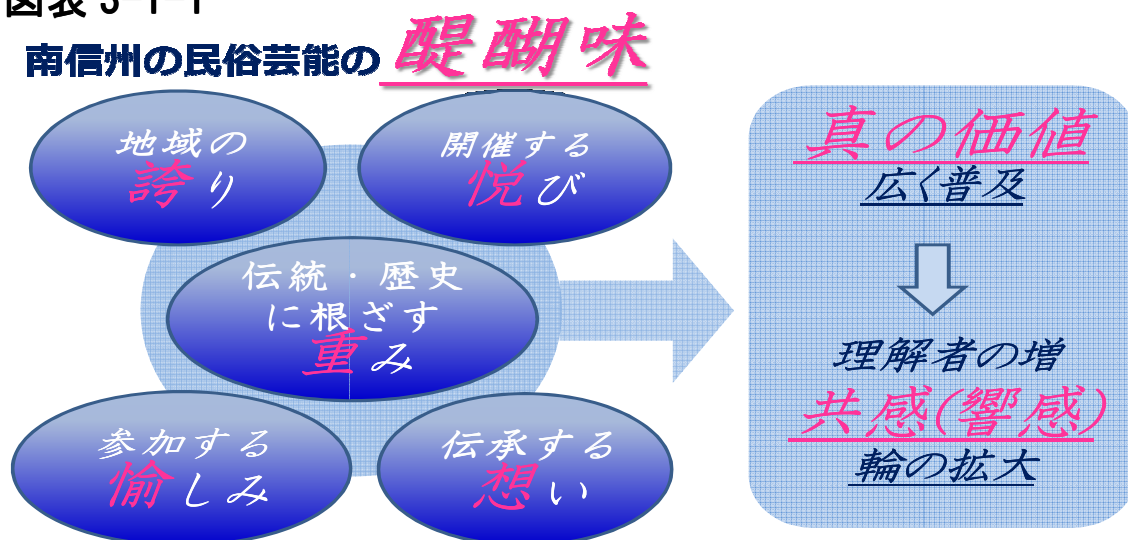 図表 3-1-1
南信州の民俗芸能の醍醐味
地域の
誇り
開催する
悦び
伝統・歴史
に根ざす
重み
参加する
愉しみ
伝承する
想い
真の価値
広く普及
理解者の増
共感(響感)
輪の拡大